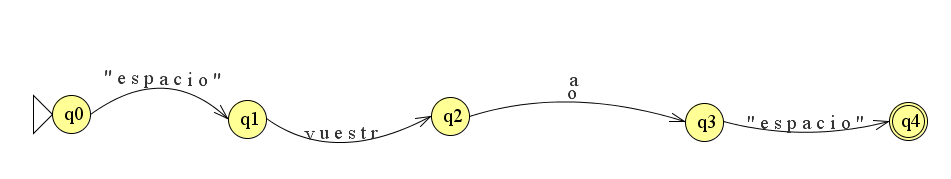 "espacio"
a
o
q0
q1
vuestr
q2
q3
"espacio"
q4